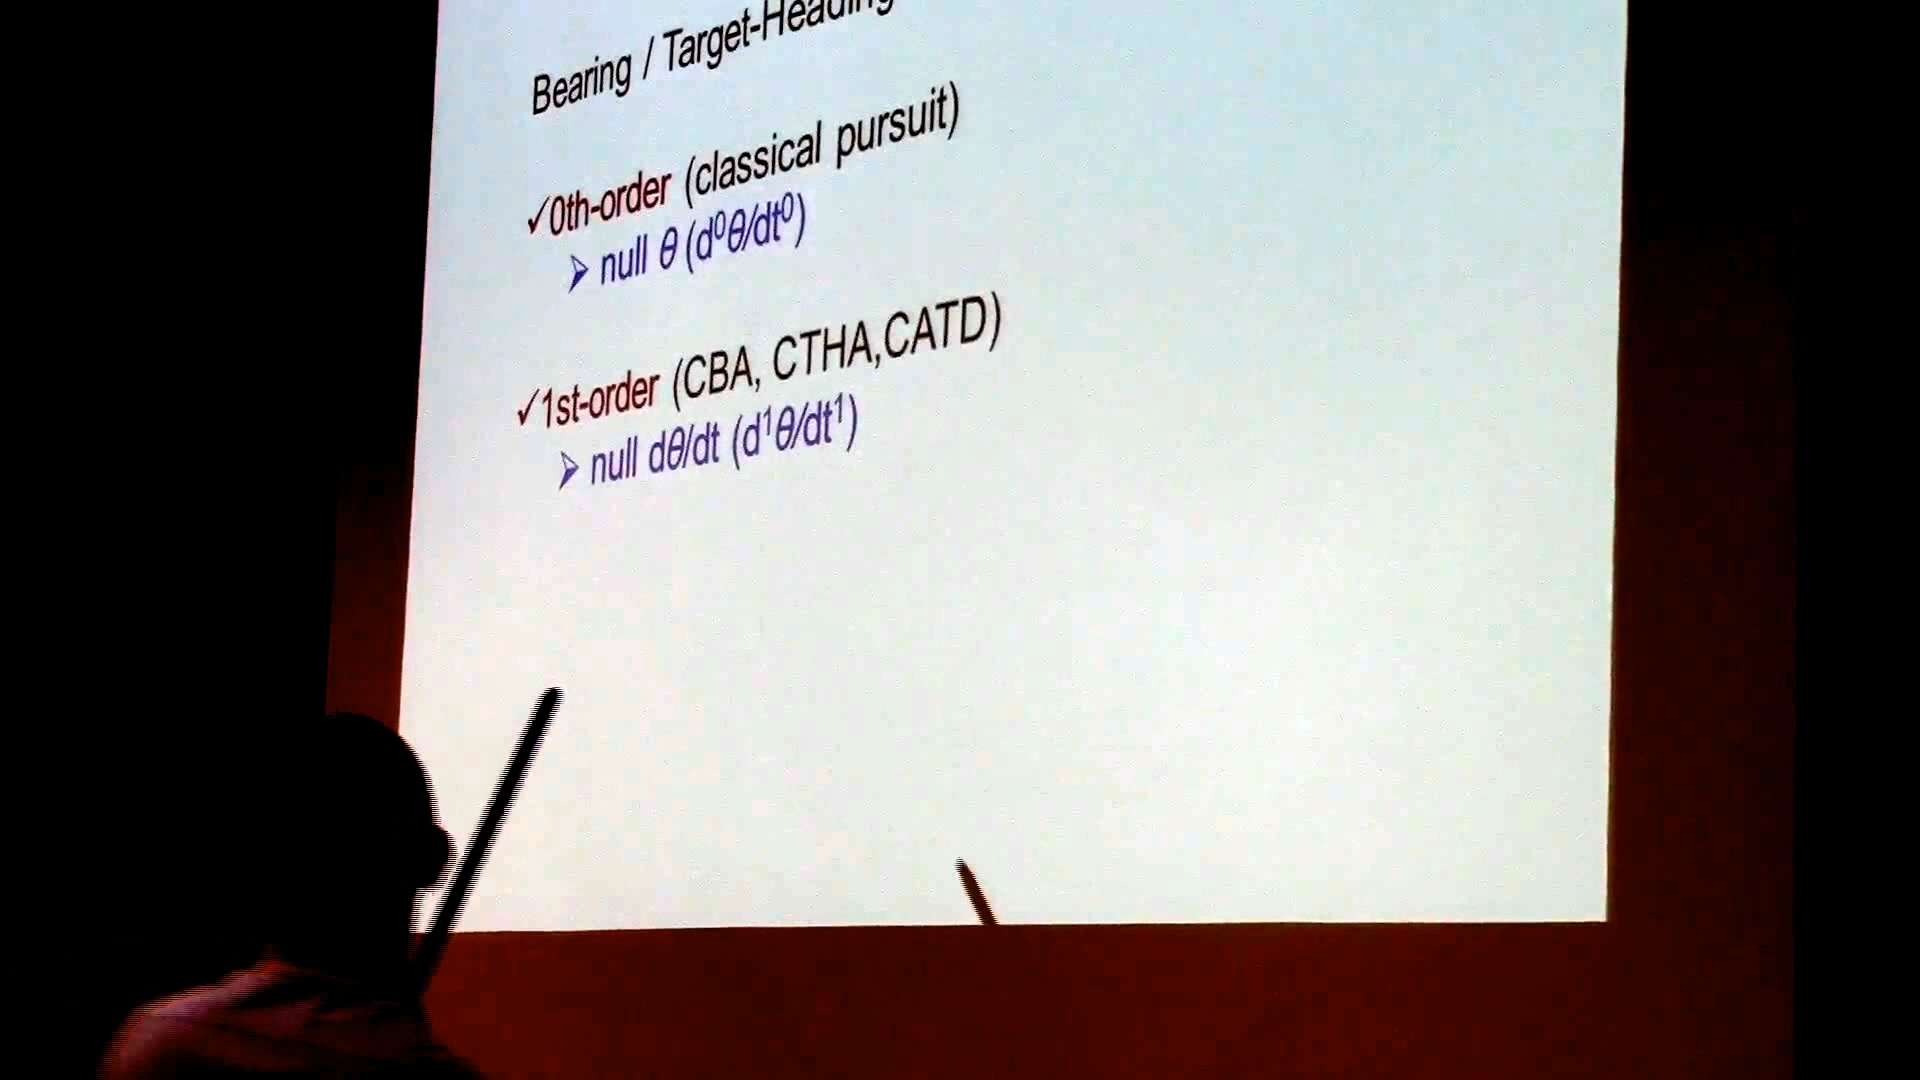 Bearing / Target-Heading
✓0th-order (classical pursuit)
➢ null θ (d⁰θ/dt⁰)
✓1st-order (CBA, CTHA,CATD)
➢ null dθ/dt (d¹θ/dt¹)